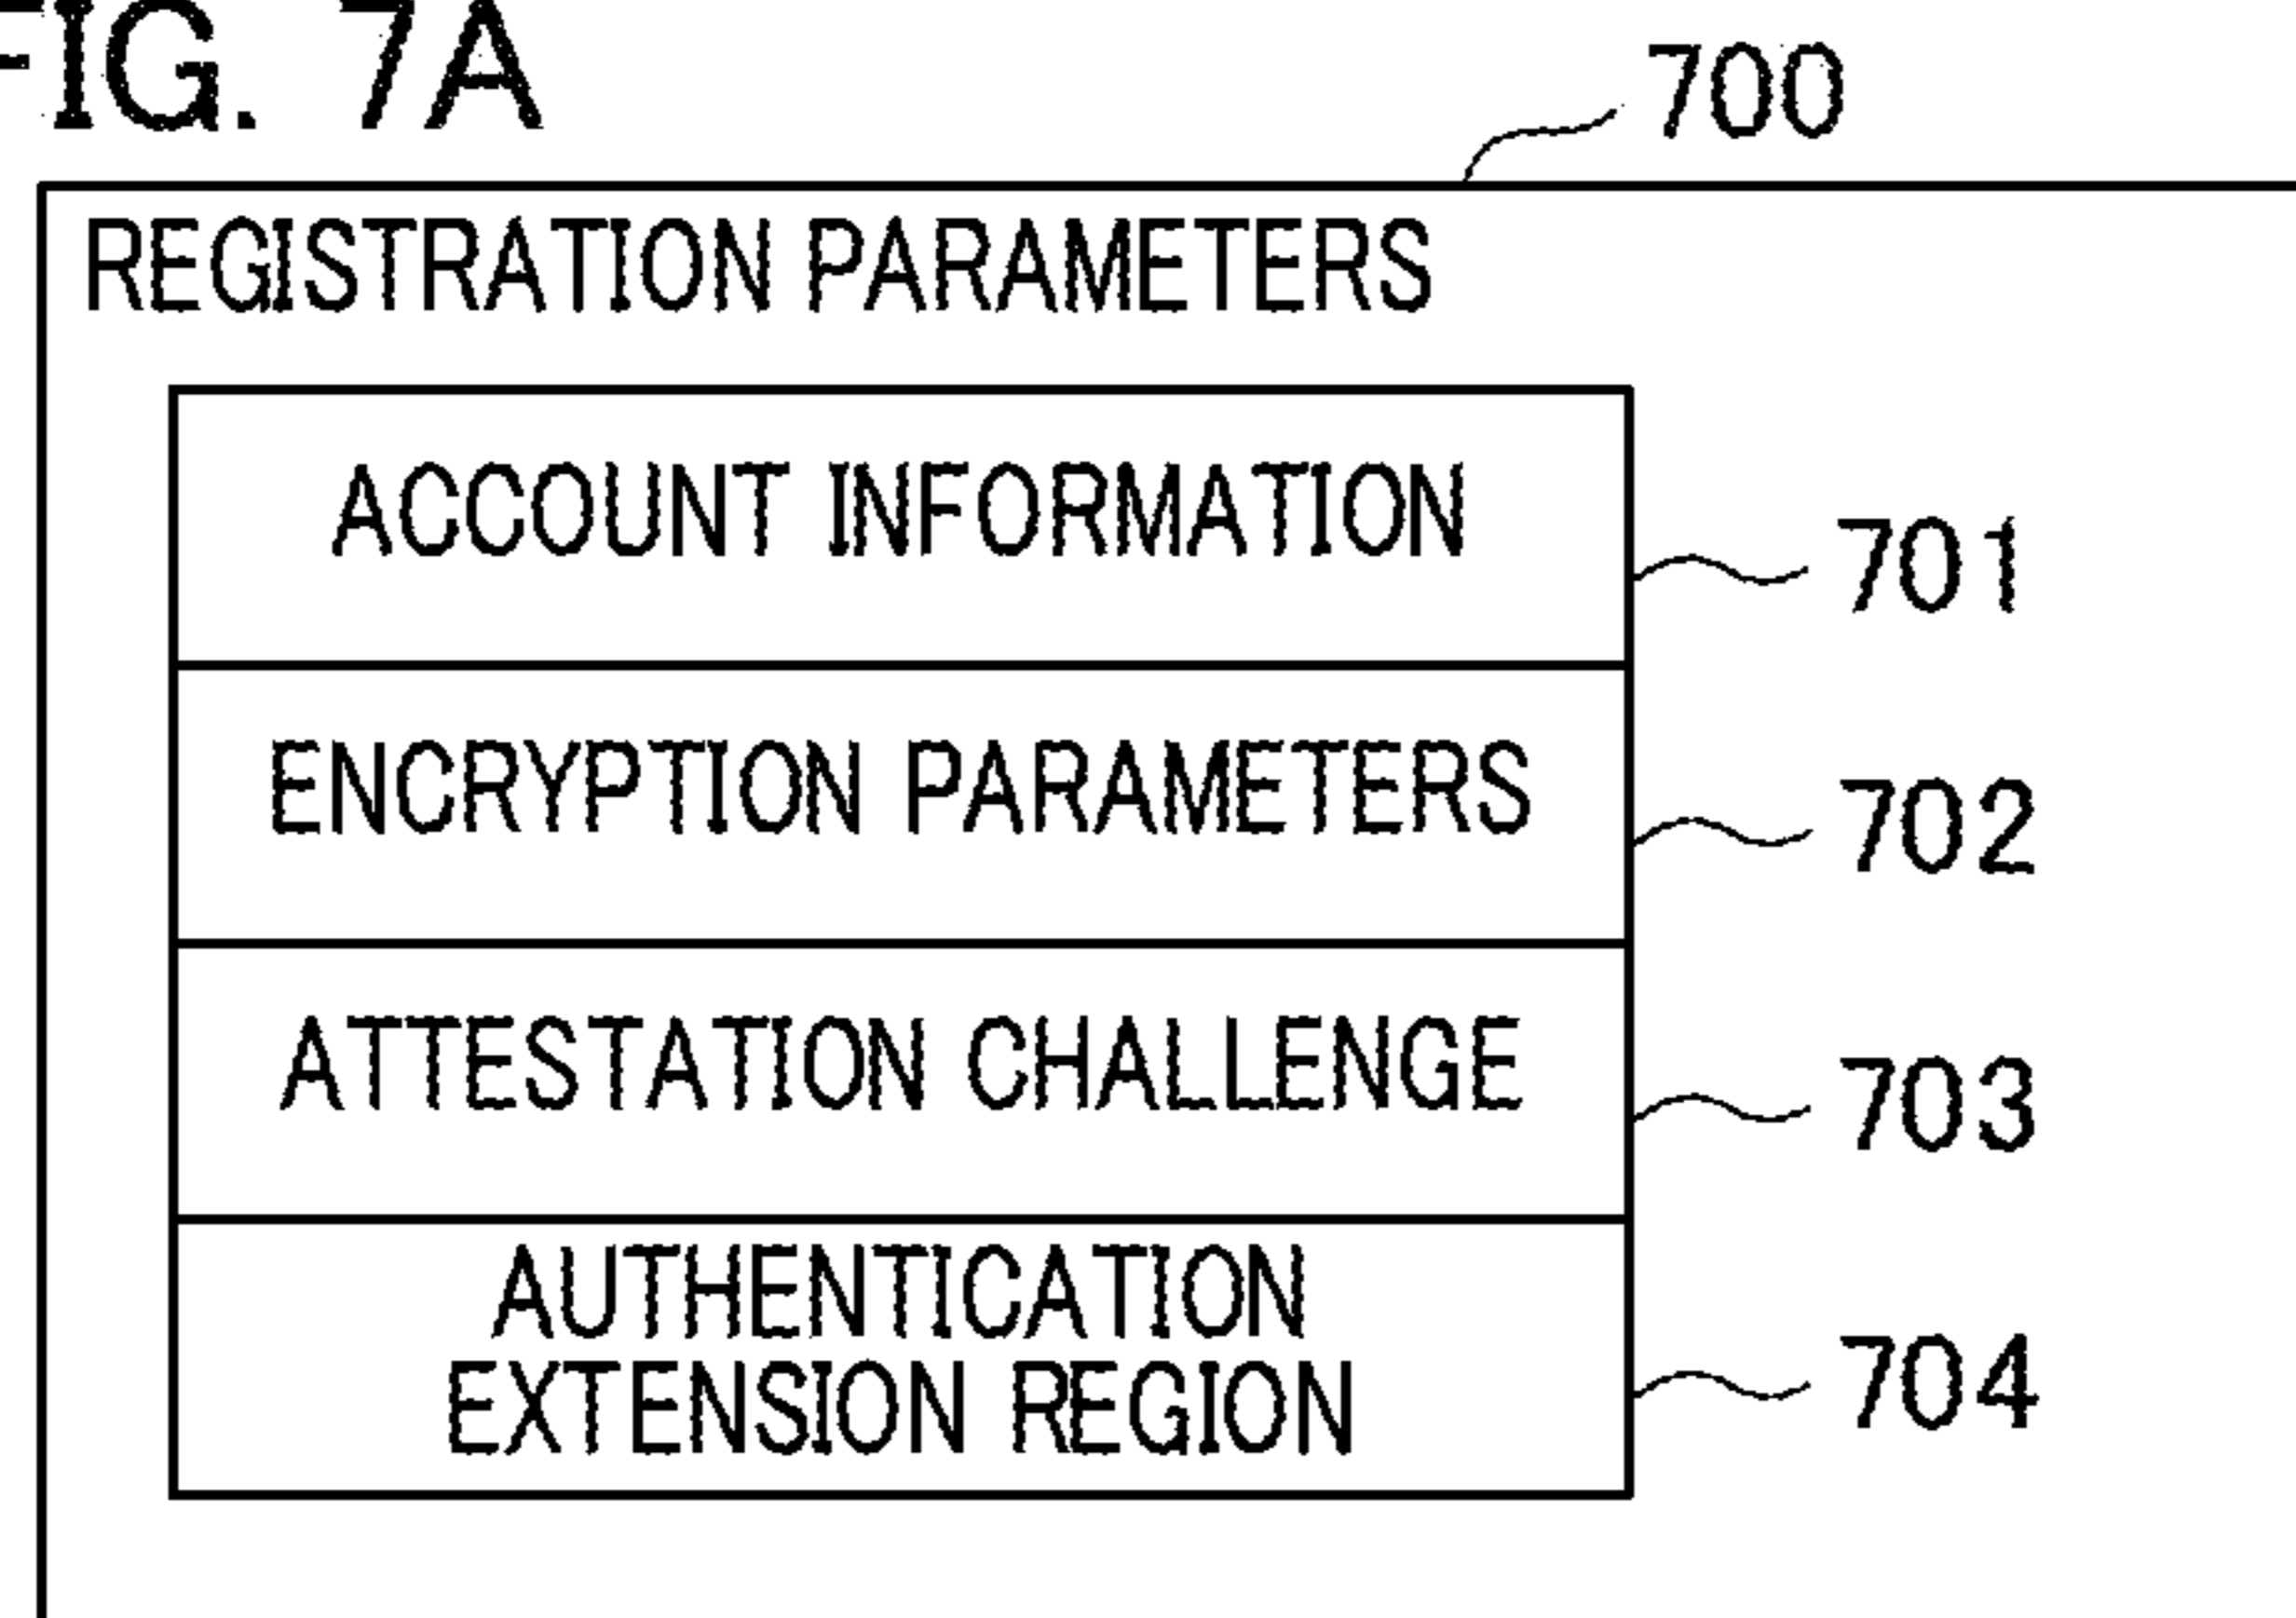 FIG. 7A
700
REGISTRATION PARAMETERS
ACCOUNT INFORMATION
701
ENCRYPTION PARAMETERS
702
ATTESTATION CHALLENGE
703
AUTHENTICATION
EXTENSION REGION
704